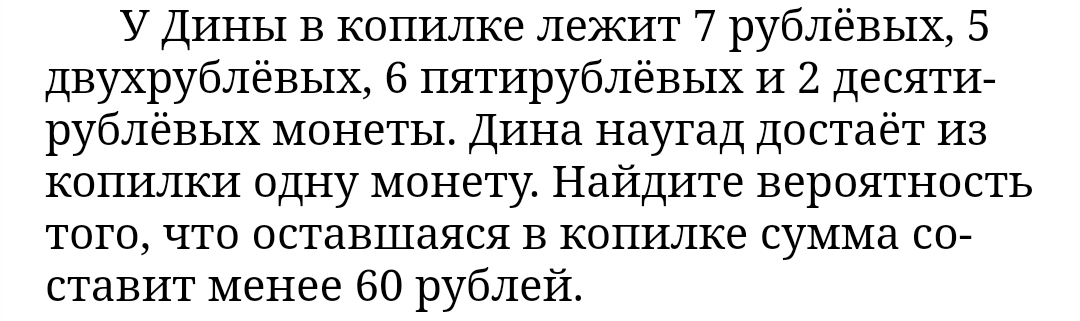 У Дины в копилке лежит 7 рублёвых, 5
двухрублёвых, 6 пятирублёвых и 2 десяти-
рублёвых монеты. Дина наугад достаёт из
копилки одну монету. Найдите вероятность
того, что оставшаяся в копилке сумма со-
ставит менее 60 рублей.